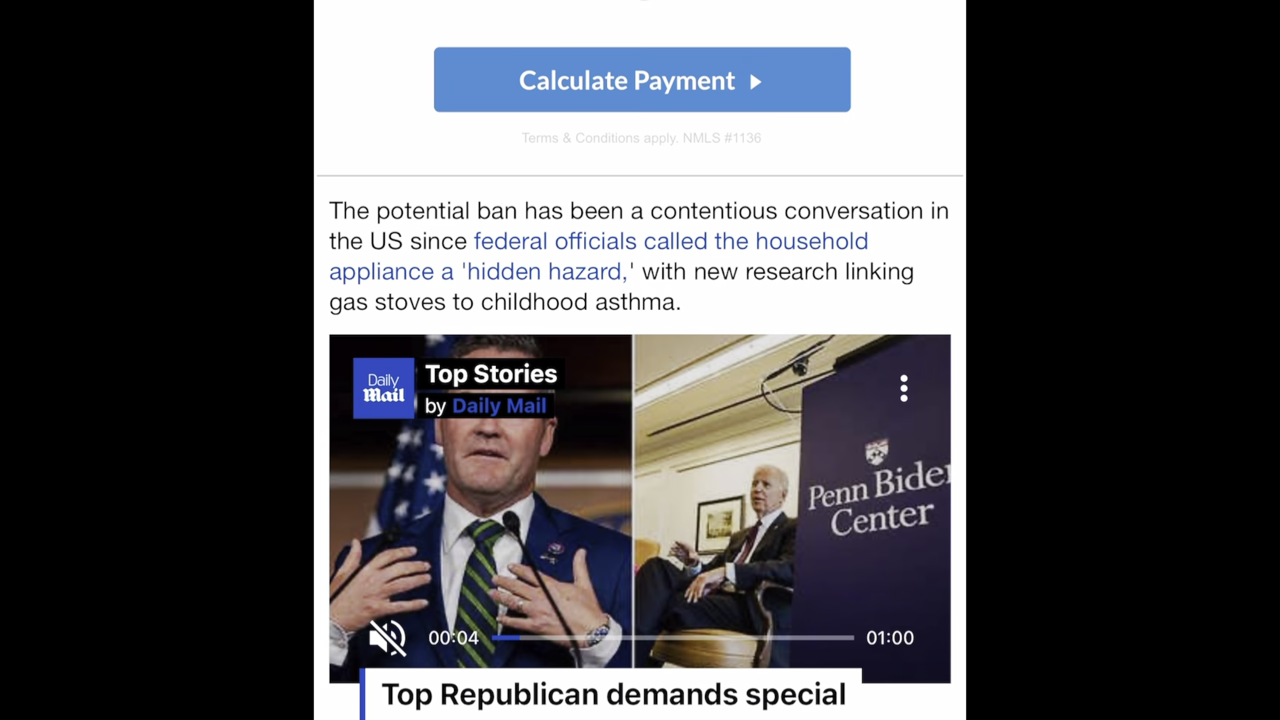 Calculate Payment
Terms & Conditions apply. NMLS #1136
The potential ban has been a contentious conversation in
the US since federal officials called the household
appliance a 'hidden hazard,' with new research linking
gas stoves to childhood asthma.
Daily
Mail
Top Stories
by Daily Mail
Penn Biden
Center
00:04
01:00
Top Republican demands special